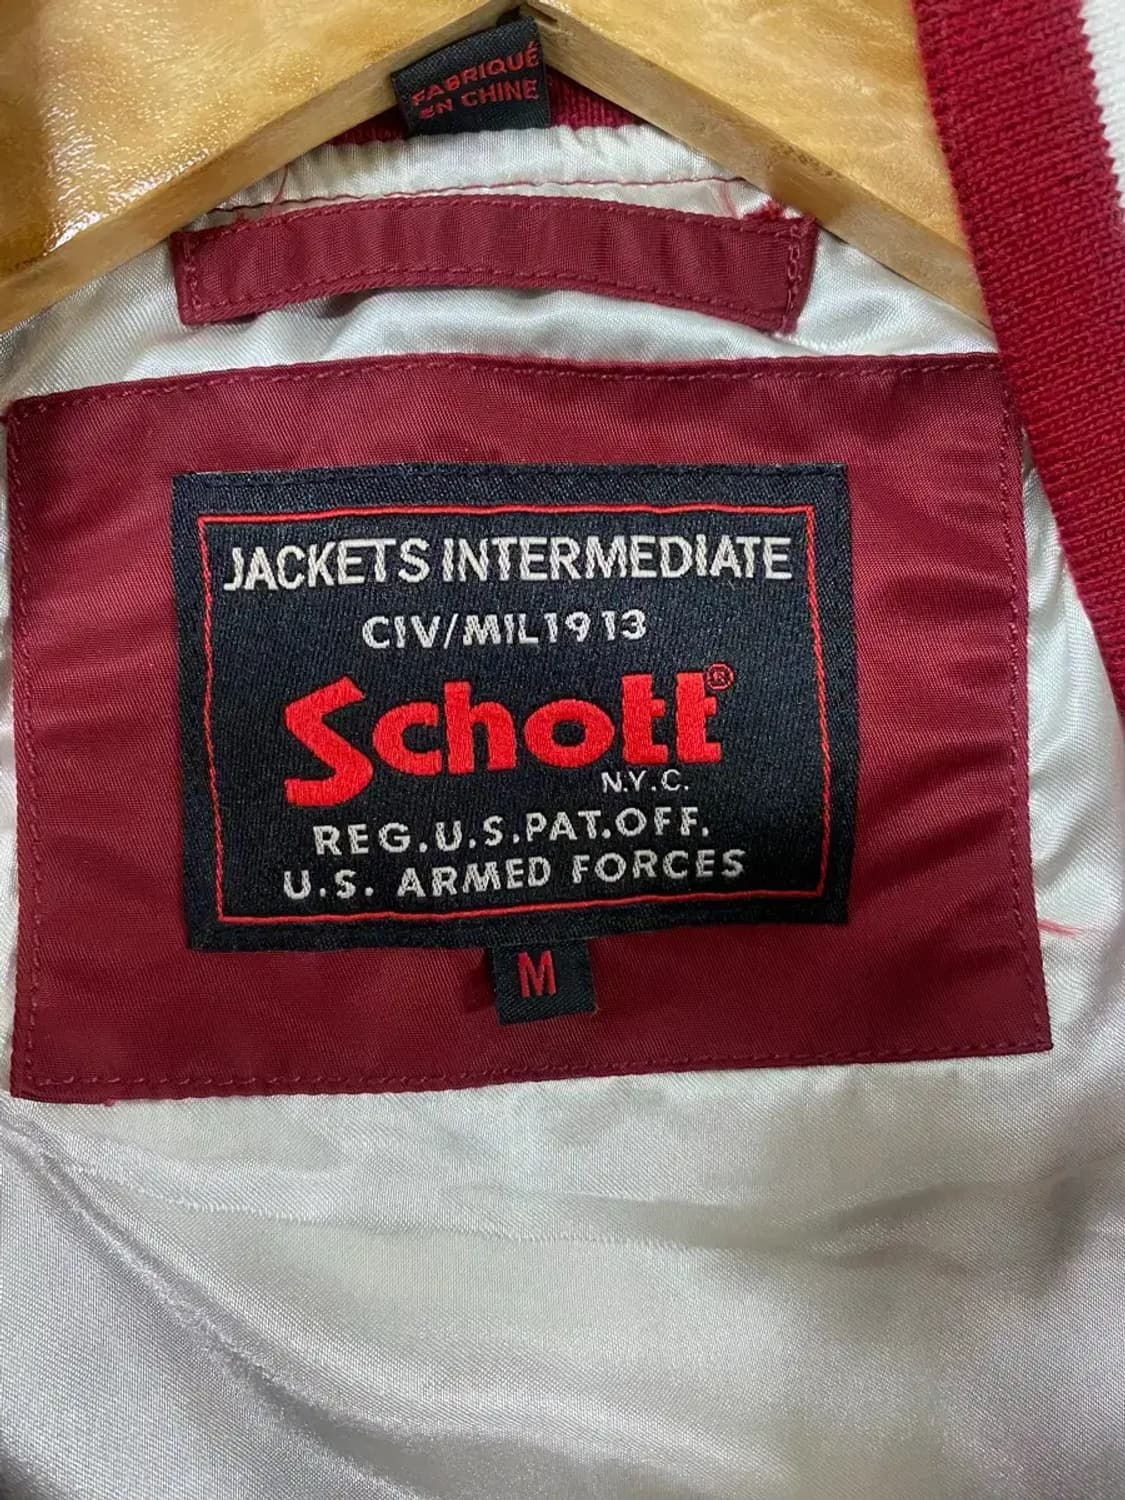 FABRIQUÉ
EN CHINE
JACKETS INTERMEDIATE
CIV/MIL1913
Schott®
N.Y.C.
REG.U.S.PAT.OFF.
U.S. ARMED FORCES
M